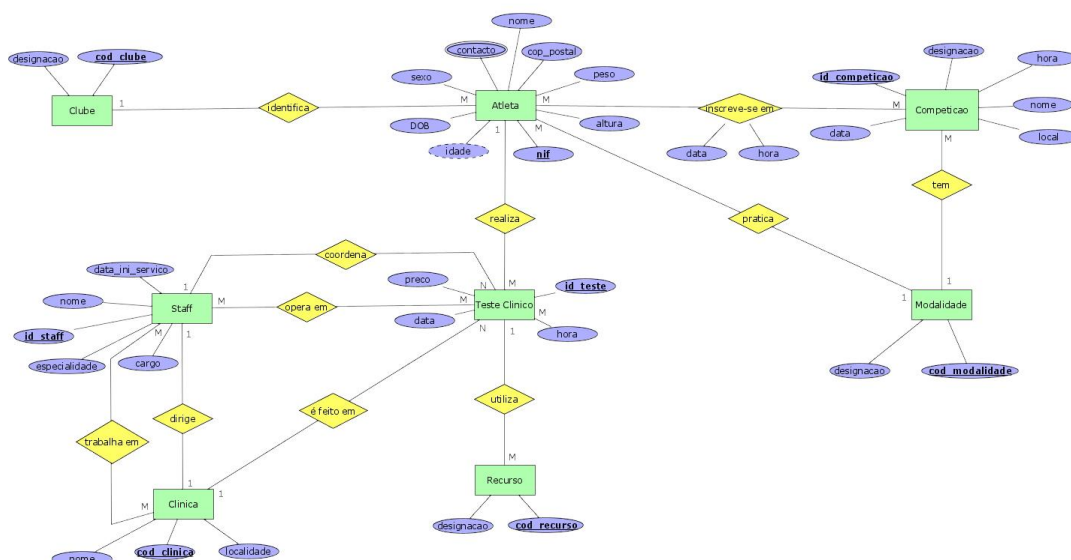 nome
designacao
cod_clube
contacto
cop_postal
designacao
hora
sexo
peso
id_competicao
Clube
1
identifica
M
Atleta
M
inscreve-se em
M
Competicao
nome
DOB
altura
data
local
idade
1
M
nif
data
hora
M
tem
realiza
pratica
coordena
data_ini_servico
preco
N
M
id_teste
1
nome
Staff
M
opera em
M
Teste Clinico
1
1
Modalidade
id_staff
M
1
data
N
1
M
hora
especialidade
cargo
designacao
cod_modalidade
trabalha em
dirige
é feito em
utiliza
M
1
1
M
Clinica
Recurso
nome
cod_clinica
localidade
designacao
cod_recurso